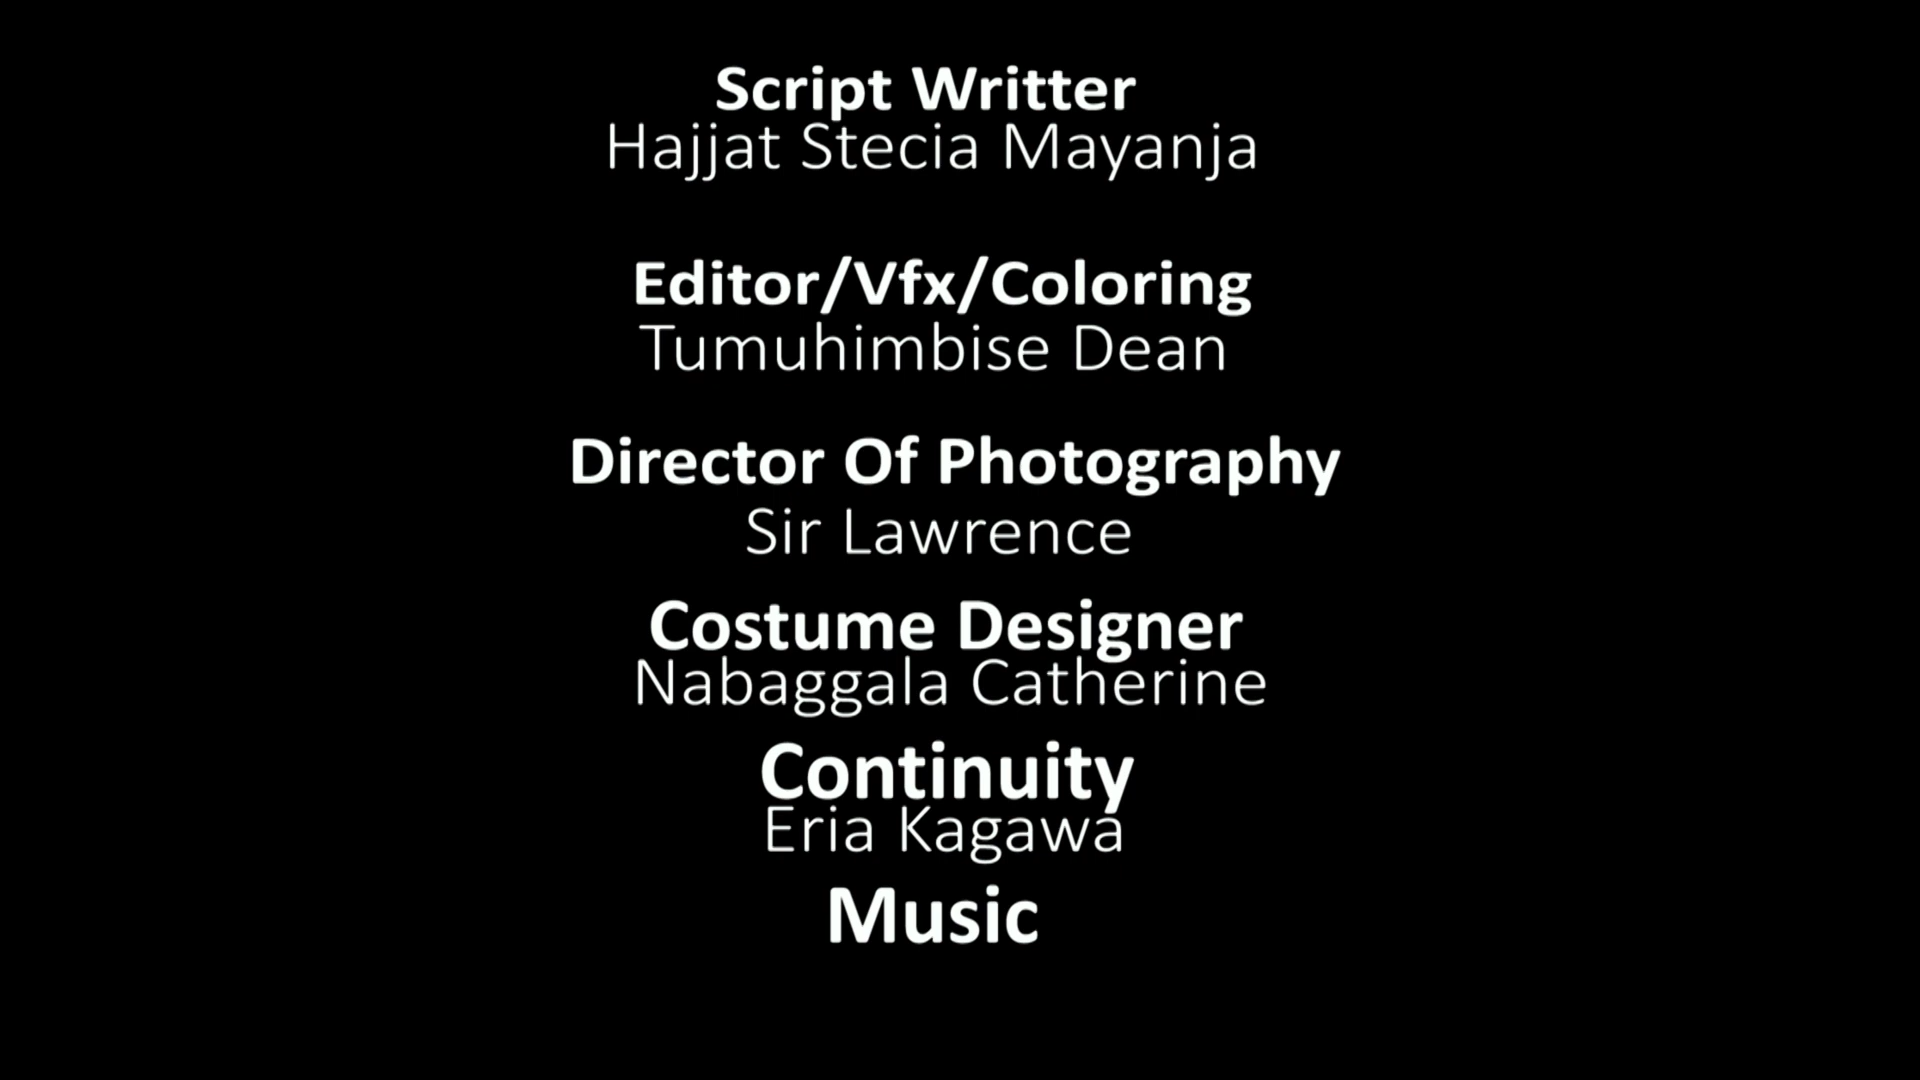 Script Writter
Hajjat Stecia Mayanja
Editor/Vfx/Coloring
Tumuhimbise Dean
Director Of Photography
Sir Lawrence
Costume Designer
Nabaggala Catherine
Continuity
Eria Kagawa
Music